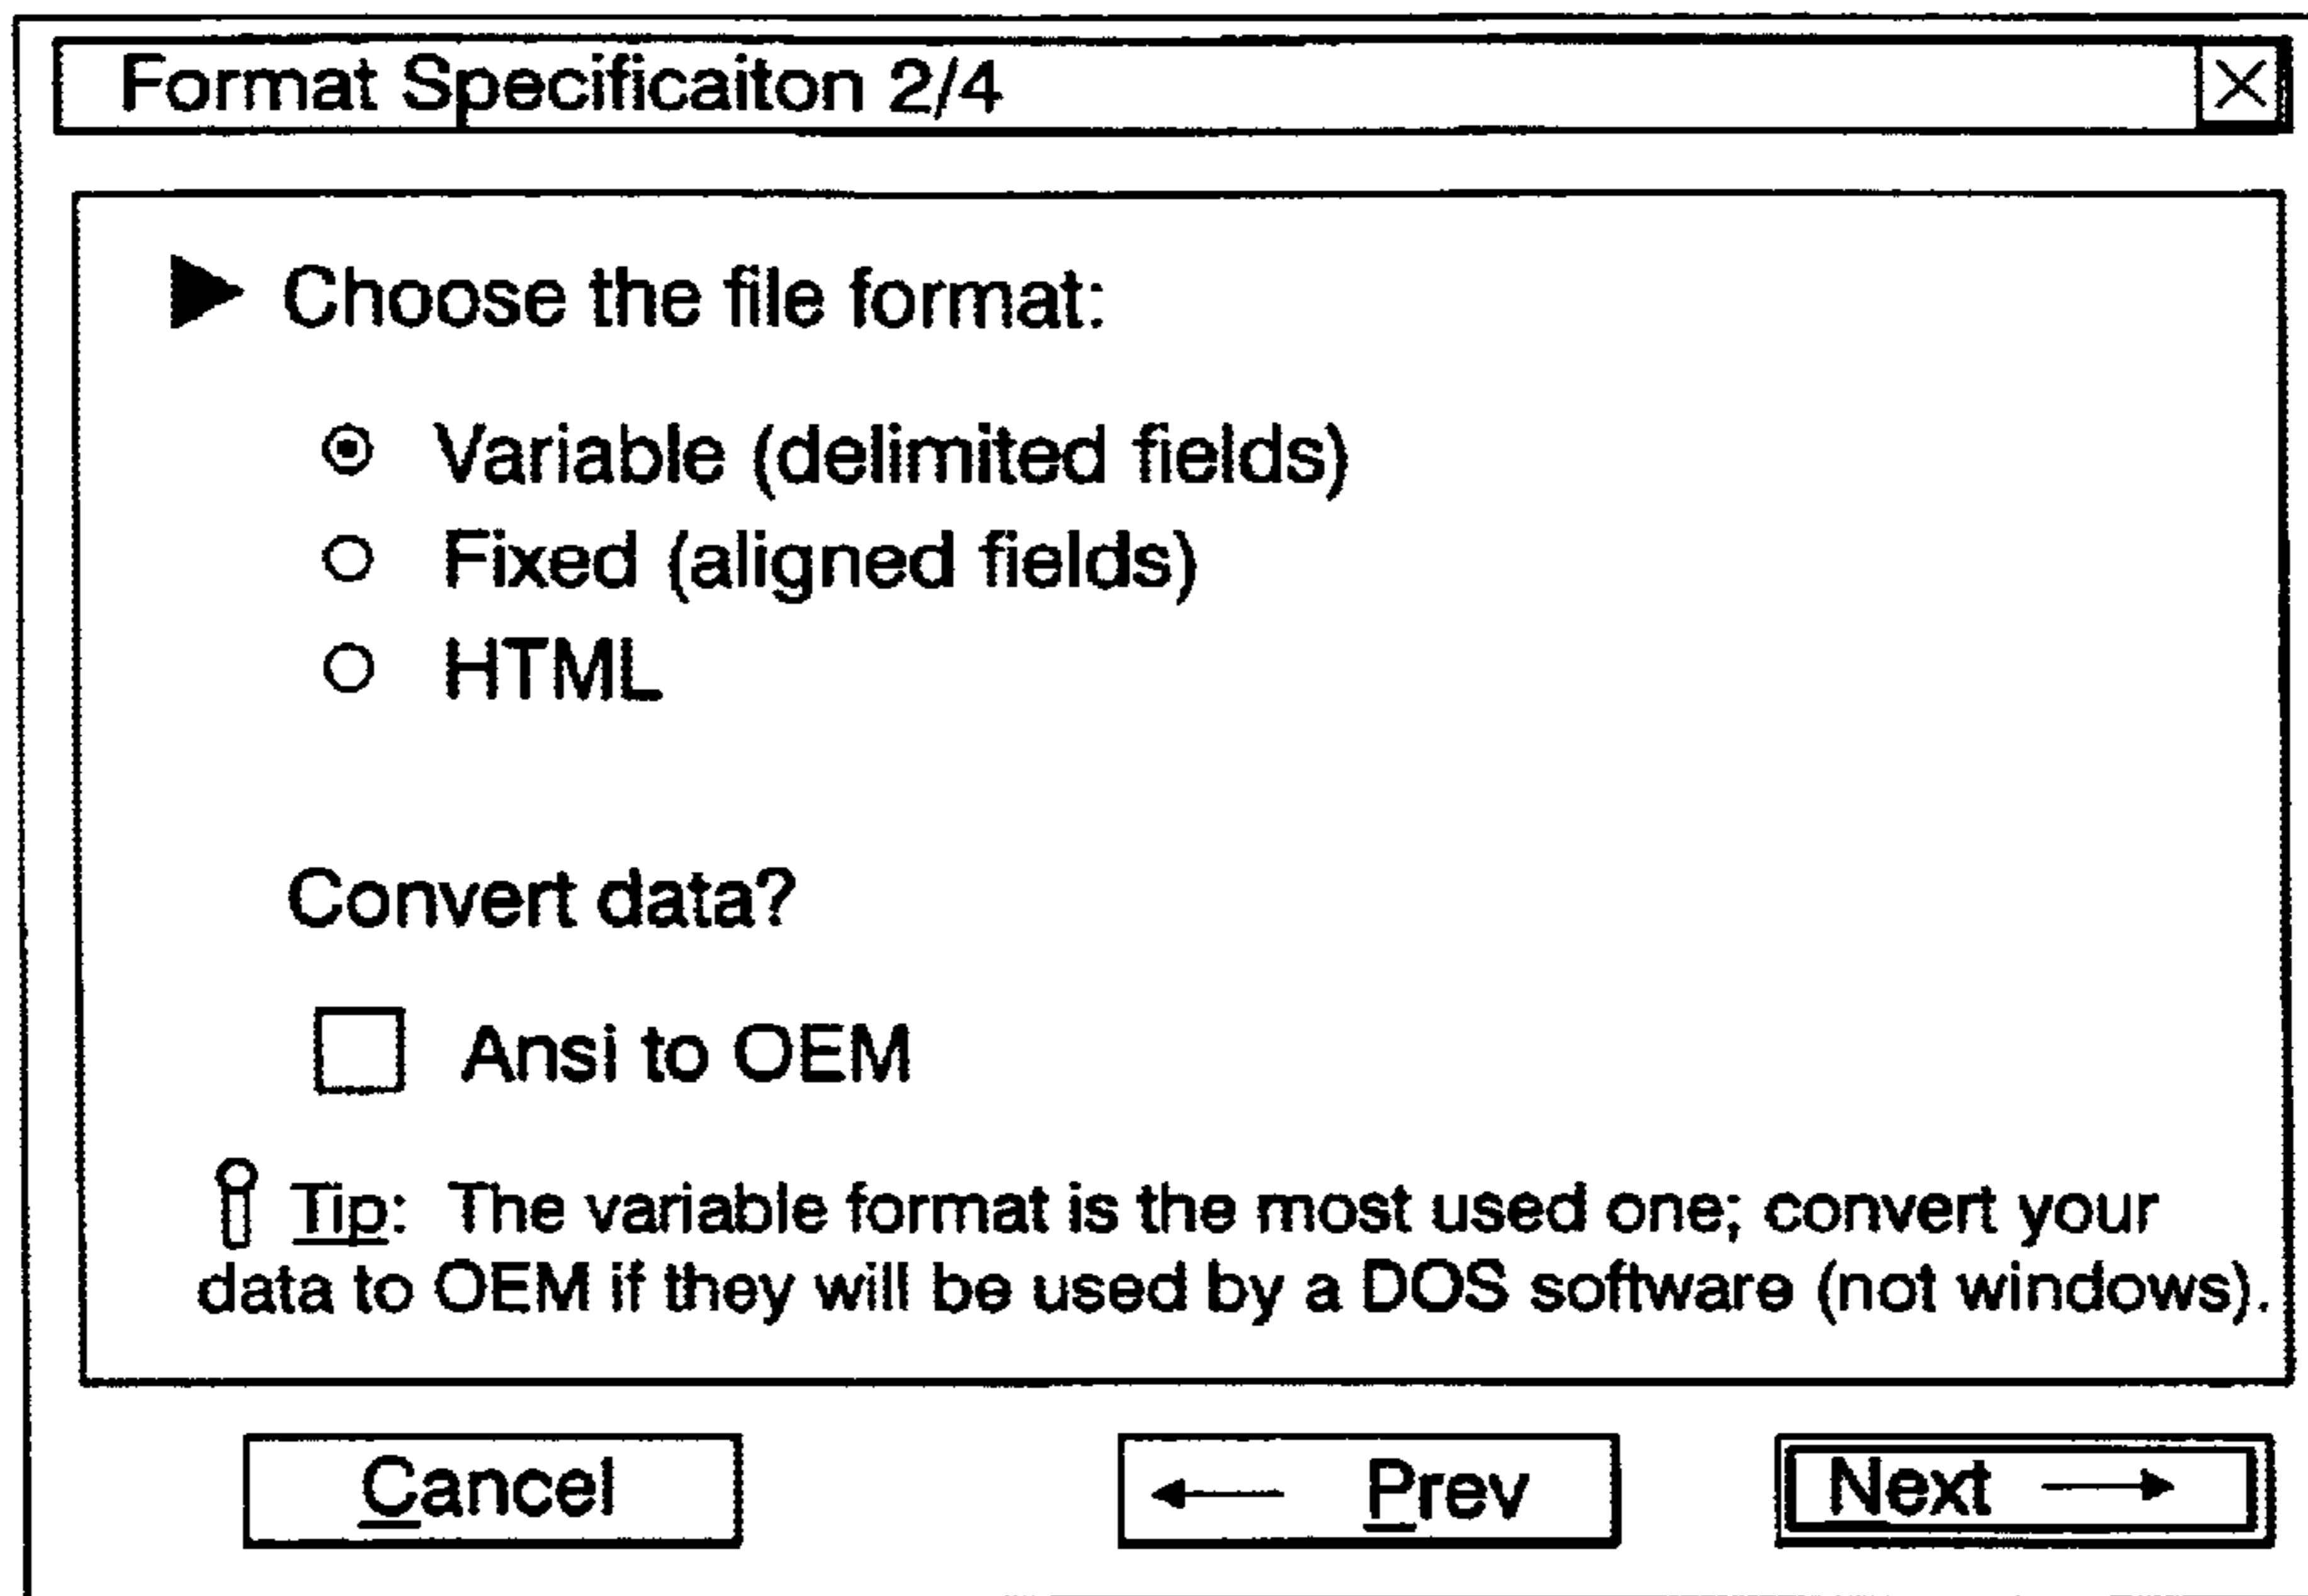 Format Specificaiton 2/4
Choose the file format:
Variable (delimited fields)
Fixed (aligned fields)
HTML
Convert data?
Ansi to OEM
Tip: The variable format is the most used one; convert your
data to OEM if they will be used by a DOS software (not windows).
Cancel
Prev
Next